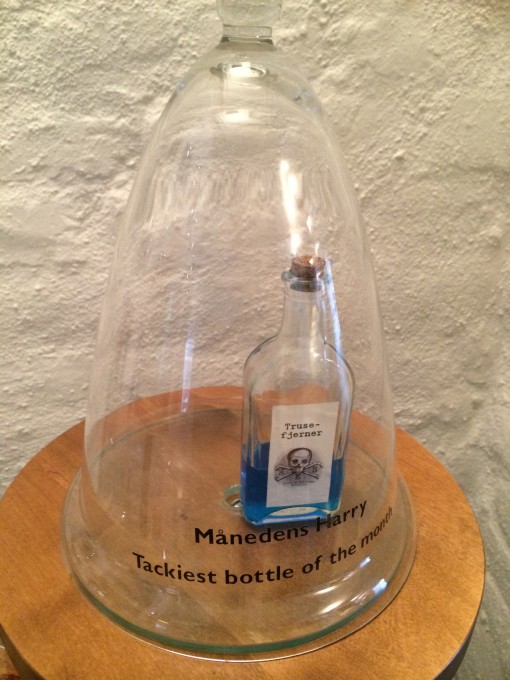 Truse-
fjerner
Månedens Harry
Tackiest bottle of the month